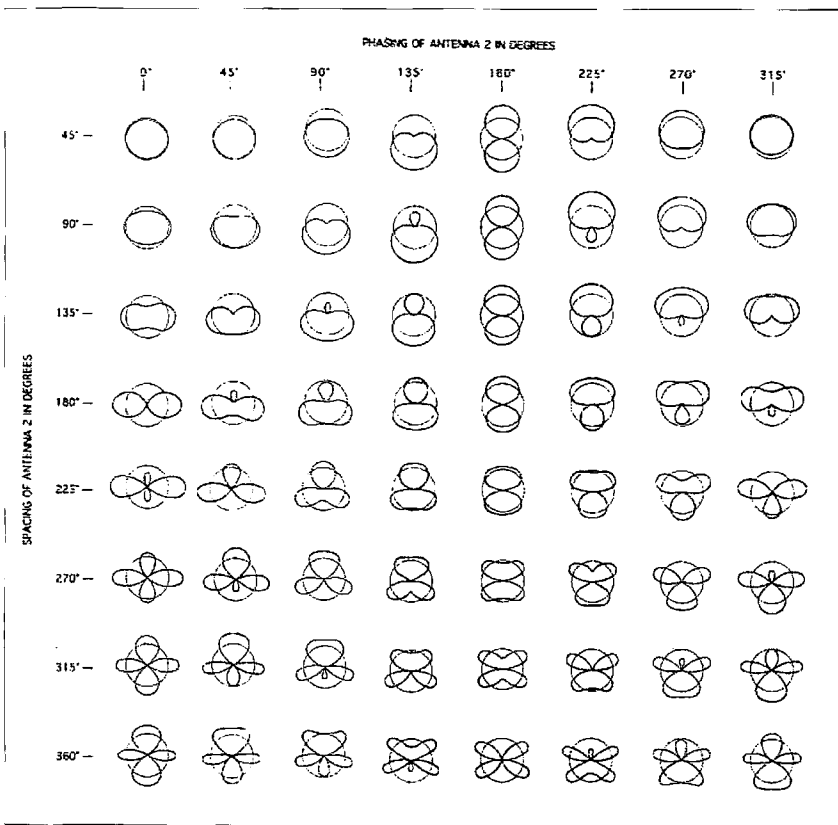 PHASING OF ANTENNA 2 IN DEGREES
0° 45° 90° 135° 180° 225° 270° 315°
SPACING OF ANTENNA 2 IN DEGREES
45° —
90° —
135° —
180° —
225° —
270° —
315° —
360° —